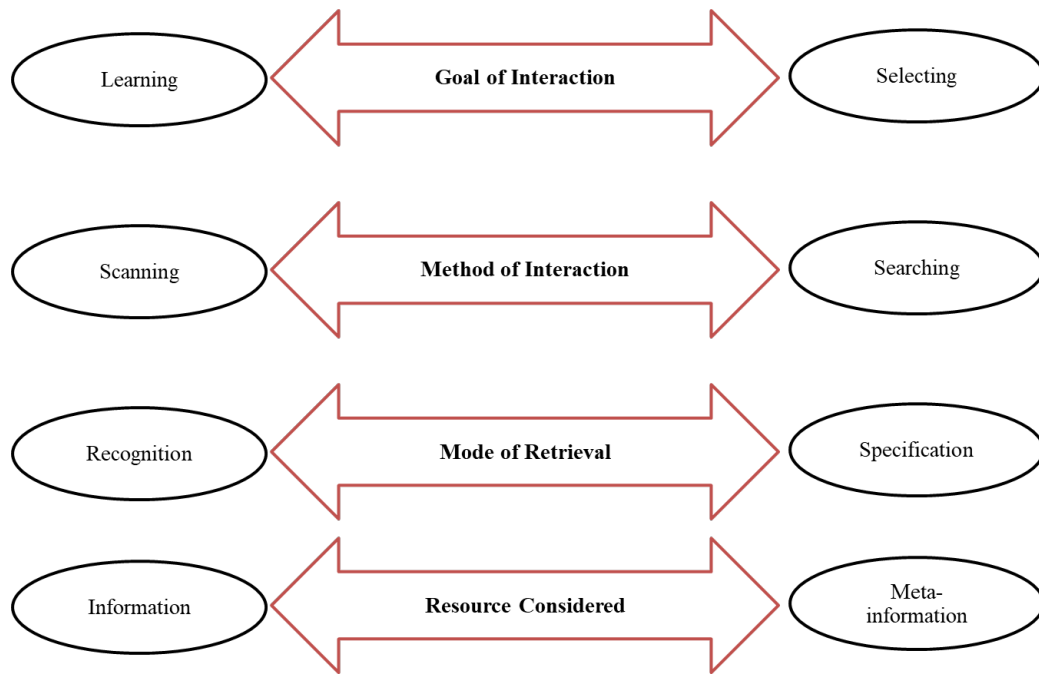 Learning
Goal of Interaction
Selecting
Scanning
Method of Interaction
Searching
Recognition
Mode of Retrieval
Specification
Information
Resource Considered
Meta-
information